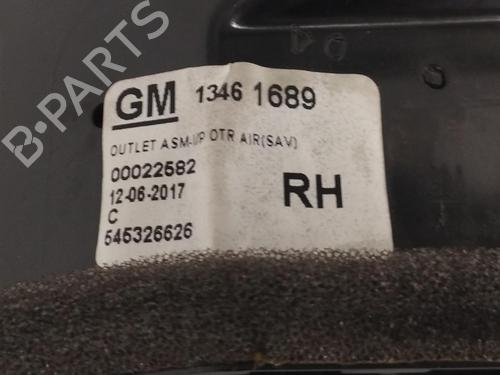 GM 1346 1689
OUTLET ASM-I/P OTR AIR(SAV)
00022582
12-06-2017
RH
C
545326626
B-PARTS